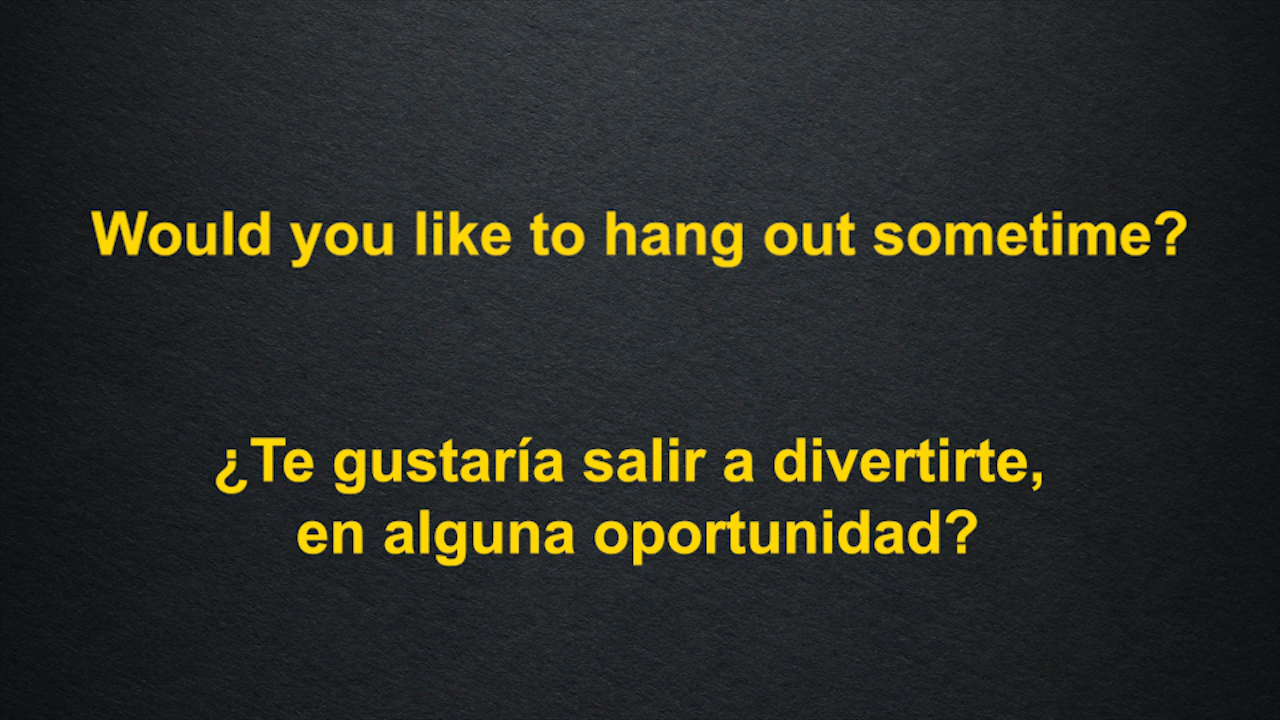 Would you like to hang out sometime?
¿Te gustaría salir a divertirte,
en alguna oportunidad?